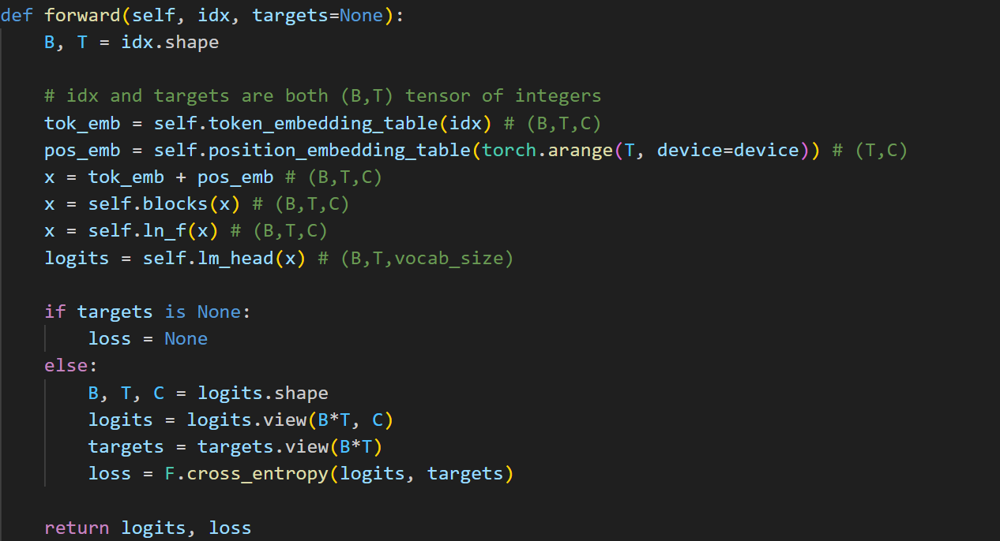 def forward(self, idx, targets=None):
    B, T = idx.shape

    # idx and targets are both (B,T) tensor of integers
    tok_emb = self.token_embedding_table(idx) # (B,T,C)
    pos_emb = self.position_embedding_table(torch.arange(T, device=device)) # (T,C)
    x = tok_emb + pos_emb # (B,T,C)
    x = self.blocks(x) # (B,T,C)
    x = self.ln_f(x) # (B,T,C)
    logits = self.lm_head(x) # (B,T,vocab_size)

    if targets is None:
        loss = None
    else:
        B, T, C = logits.shape
        logits = logits.view(B*T, C)
        targets = targets.view(B*T)
        loss = F.cross_entropy(logits, targets)

    return logits, loss